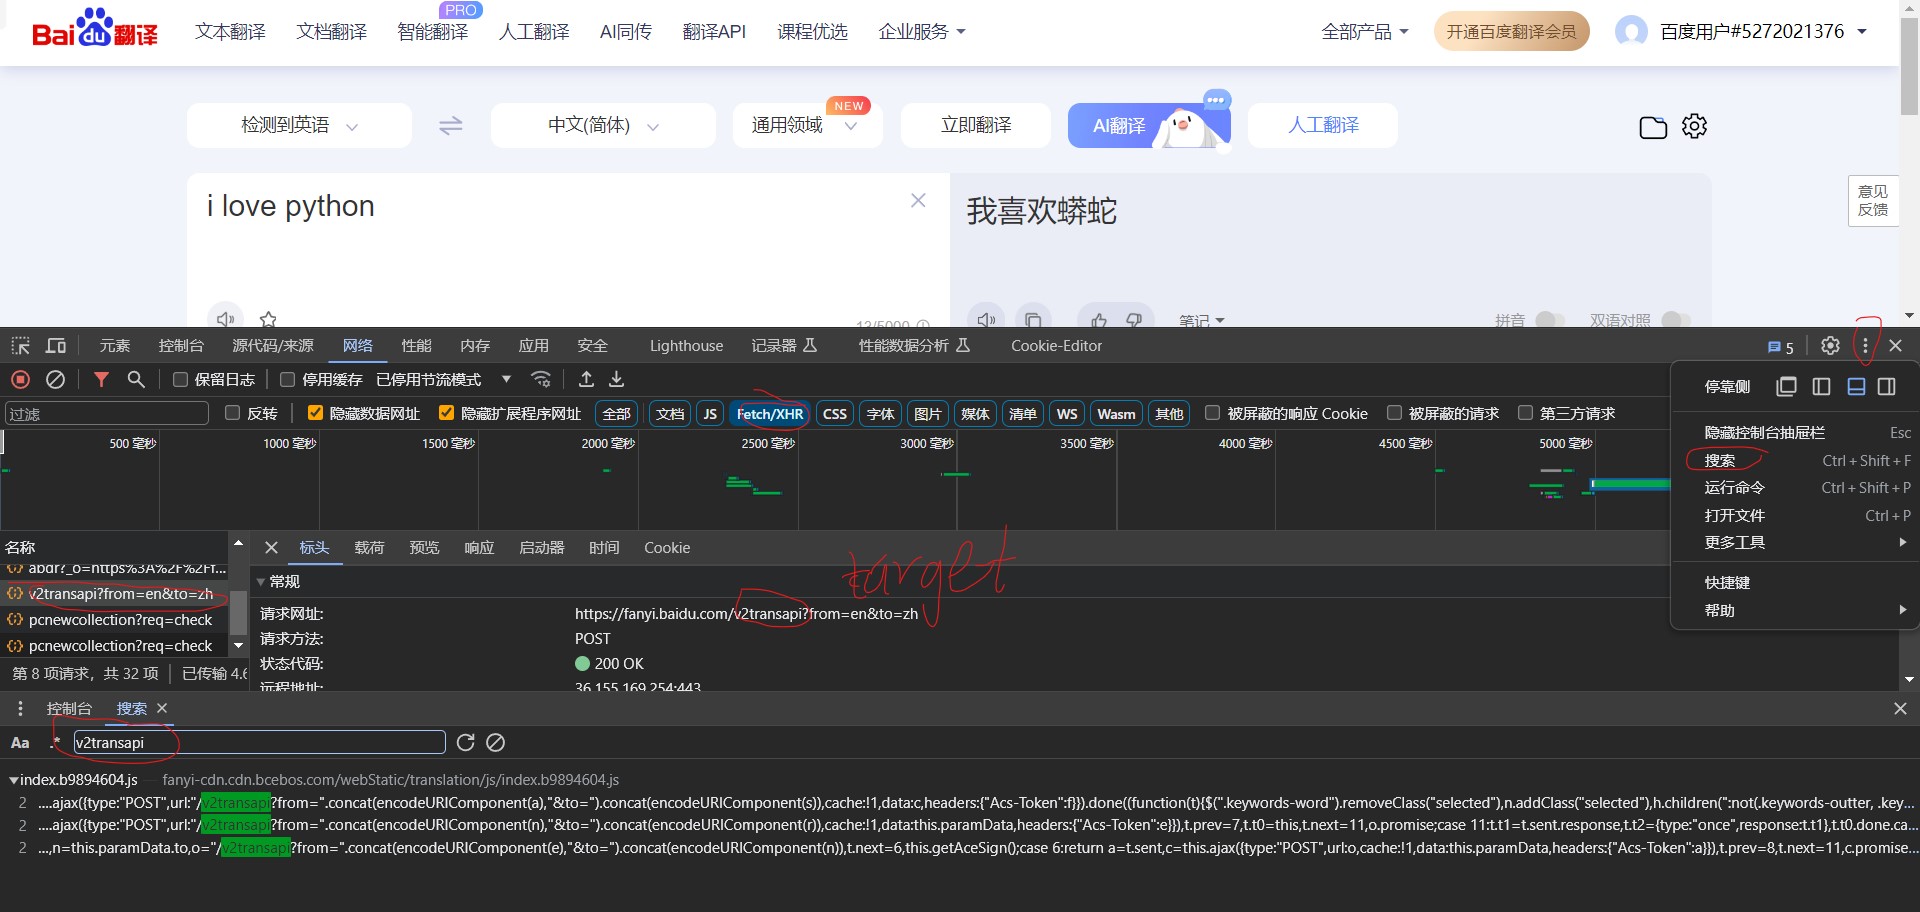 Bai du 翻译
文本翻译 文档翻译 智能翻译 PRO 人工翻译 AI同传 翻译API 课程优选 企业服务 全部产品 开通百度翻译会员 百度用户#5272021376
检测到英语 中文(简体) 通用领域 NEW 立即翻译 AI翻译 人工翻译
i love python 我喜欢蟒蛇
意见
反馈
13/5000 笔记 拼音 双语对照
元素 控制台 源代码/来源 网络 性能 内存 应用 安全 Lighthouse 记录器 性能数据分析 Cookie-Editor 5
保留日志 停用缓存 已停用节流模式
停靠侧
过滤 反转 隐藏数据网址 隐藏扩展程序网址 全部 文档 JS Fetch/XHR CSS 字体 图片 媒体 清单 WS Wasm 其他 被屏蔽的响应 Cookie 被屏蔽的请求 第三方请求
500 毫秒 1000 毫秒 1500 毫秒 2000 毫秒 2500 毫秒 3000 毫秒 3500 毫秒 4000 毫秒 4500 毫秒 5000 毫秒
隐藏控制台抽屉栏 Esc
搜索 Ctrl + Shift + F
运行命令 Ctrl + Shift + P
打开文件 Ctrl + P
更多工具
快捷键
帮助
名称 标头 载荷 预览 响应 启动器 时间 Cookie
target
abdr?_o=https%3A%2F%2Ff...
v2transapi?from=en&to=zh
pcnewcollection?req=check
pcnewcollection?req=check
第 8 项请求，共 32 项 已传输 4.6
常规
请求网址: https://fanyi.baidu.com/v2transapi?from=en&to=zh
请求方法: POST
状态代码: 200 OK
远程地址: 36.155.169.254:443
控制台 搜索
Aa .* v2transapi
index.b9894604.js — fanyi-cdn.cdn.bcebos.com/webStatic/translation/js/index.b9894604.js
2 ....ajax({type:"POST",url:"/v2transapi?from=".concat(encodeURIComponent(a),"&to=").concat(encodeURIComponent(s)),cache:!1,data:c,headers:{"Acs-Token":f}}).done((function(t){$(".keywords-word").removeClass("selected"),n.addClass("selected"),h.children(":not(.keywords-outter, .key...
2 ....ajax({type:"POST",url:"/v2transapi?from=".concat(encodeURIComponent(n),"&to=").concat(encodeURIComponent(r)),cache:!1,data:this.paramData,headers:{"Acs-Token":e}}),t.prev=7,t.t0=this,t.next=11,o.promise;case 11:t.t1=t.sent.response,t.t2={type:"once",response:t.t1},t.t0.done.ca...
2 ...,n=this.paramData.to,o="/v2transapi?from=".concat(encodeURIComponent(e),"&to=").concat(encodeURIComponent(n)),t.next=6,this.getAceSign();case 6:return a=t.sent,c=this.ajax({type:"POST",url:o,cache:!1,data:this.paramData,headers:{"Acs-Token":a}}),t.prev=8,t.next=11,c.promise...